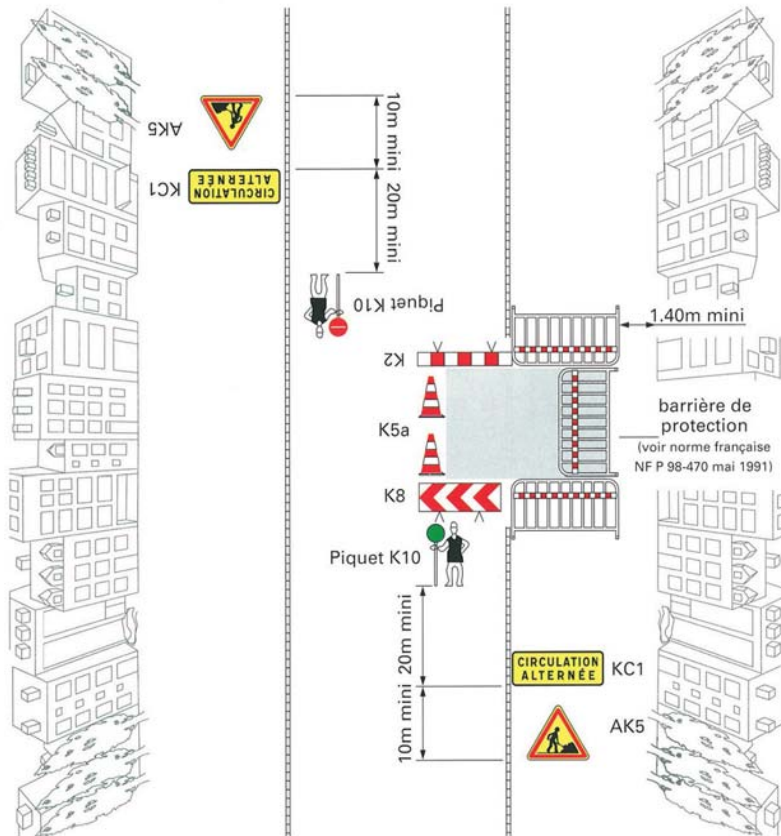 AK5
10m mini
KC1
CIRCULATION
ALTERNÉE
20m mini
Piquet K10
K2
1.40m mini
K5a
barrière de
protection
(voir norme française
NF P 98-470 mai 1991)
K8
Piquet K10
20m mini
CIRCULATION
ALTERNÉE
KC1
10m mini
AK5